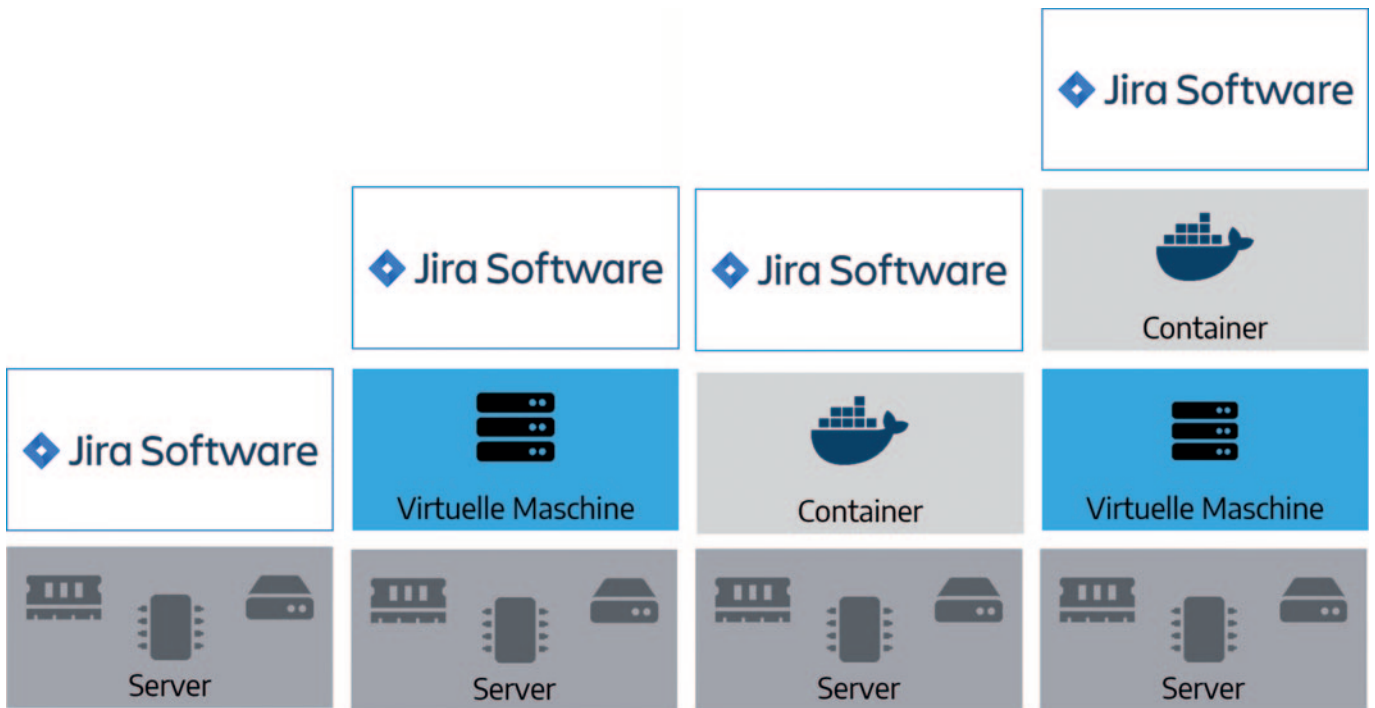 Jira Software
Jira Software
Jira Software
Container
Jira Software
Virtuelle Maschine
Container
Virtuelle Maschine
Server
Server
Server
Server